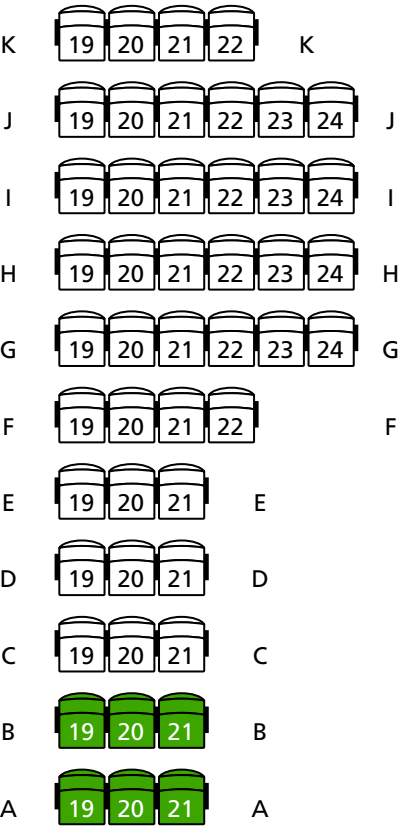 K 19 20 21 22 K
J 19 20 21 22 23 24 J
I 19 20 21 22 23 24 I
H 19 20 21 22 23 24 H
G 19 20 21 22 23 24 G
F 19 20 21 22 F
E 19 20 21 E
D 19 20 21 D
C 19 20 21 C
B 19 20 21 B
A 19 20 21 A